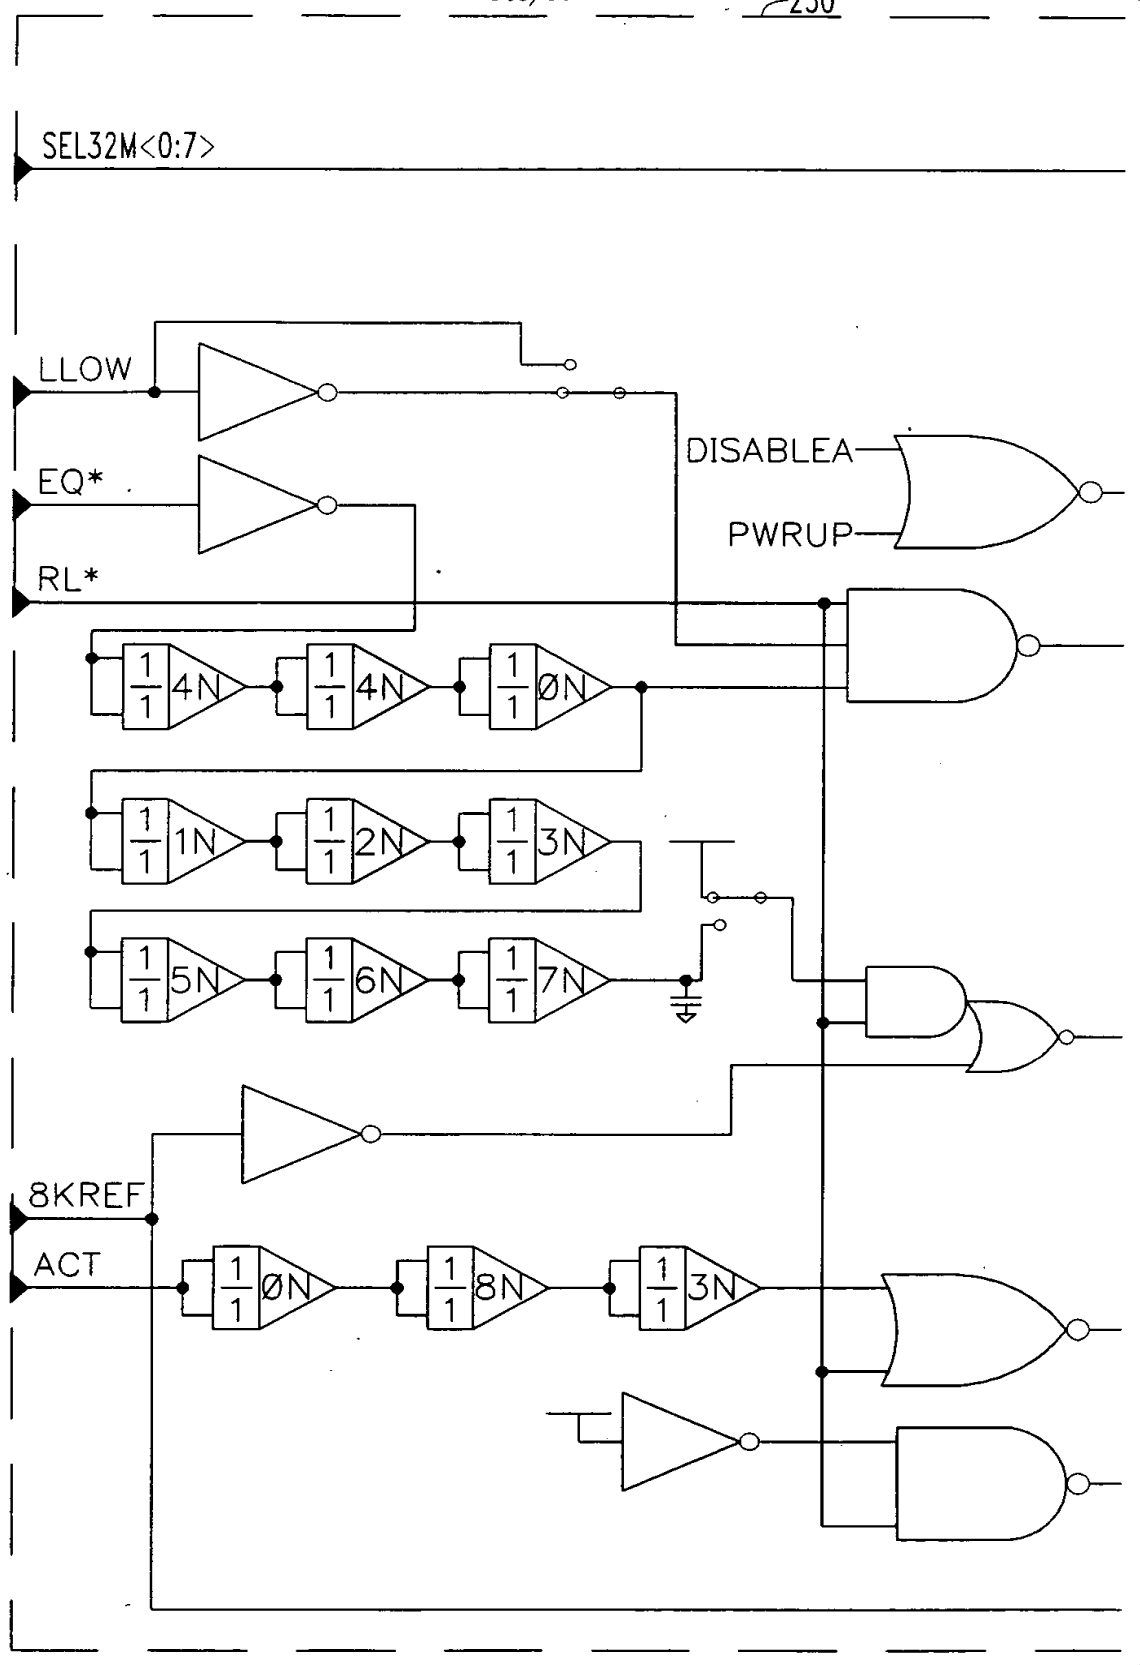 230
SEL32M<0:7>
LLOW
EQ*
DISABLEA
PWRUP
RL*
1/1 4N 1/1 4N 1/1 ØN
1/1 1N 1/1 2N 1/1 3N
1/1 5N 1/1 6N 1/1 7N
8KREF
ACT
1/1 ØN 1/1 8N 1/1 3N